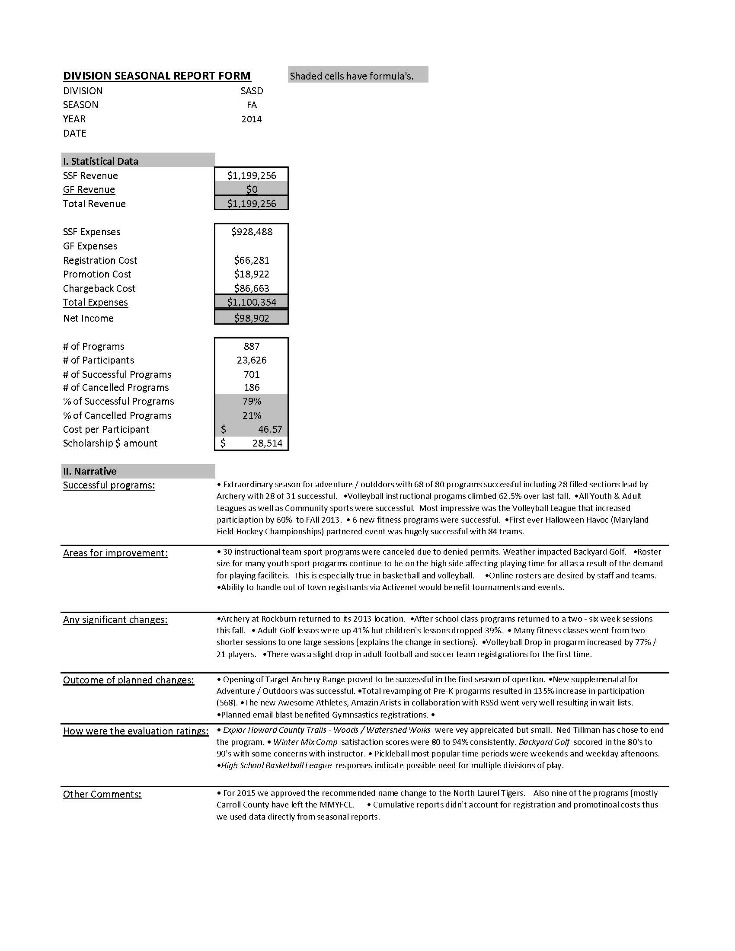 DIVISION SEASONAL REPORT FORM Shaded cells have formula's.
DIVISION SASD
SEASON FA
YEAR 2014
DATE
I. Statistical Data
SSF Revenue $1,199,256
GF Revenue $0
Total Revenue $1,199,256
SSF Expenses $928,488
GF Expenses
Registration Cost $66,281
Promotion Cost $18,922
Chargeback Cost $86,663
Total Expenses $1,100,354
Net Income $98,902
# of Programs 887
# of Participants 23,626
# of Successful Programs 701
# of Cancelled Programs 186
% of Successful Programs 79%
% of Cancelled Programs 21%
Cost per Participant $ 46.57
Scholarship $ amount $ 28,514
II. Narrative
Successful programs: • Extraordinary season for adventure / outddors with 68 of 80 programs successful including 28 filled sections lead by
Archery with 28 of 31 successful. •Volleyball instructional progams climbed 62.5% over last fall. •All Youth & Adult
Leagues as well as Community sports were successful. Most impressive was the Volleyball League that increased
particiaption by 60% to FAll 2013. • 6 new fitness programs were successful. •First ever Halloween Havoc (Maryland
Field Hockey Championships) partnered event was hugely successful with 84 teams.
Areas for improvement: • 30 instructional team sport programs were canceled due to denied permits. Weather impacted Backyard Golf. •Roster
size for many youth sport progarms continue to be on the high side affecting playing time for all as a result of the demand
for playing faciliteis. This is especially true in basketball and volleyball. •Online rosters are desired by staff and teams.
•Ability to handle out of town registrants via Activenet would benefit tournaments and events.
Any significant changes: •Archery at Rockburn returned to its 2013 location. •After school class programs returned to a two - six week sessions
this fall. • Adult Golf lessos were up 41% but children's lessons dropped 39%. • Many fitness classes went from two
shorter sessions to one large sessions (explains the change in sections). •Volleyball Drop in progarm increased by 77% /
21 players. •There was a slight drop in adult football and soccer team registgrations for the first time.
Outcome of planned changes: • Opening of Target Archery Range proved to be successful in the first season of opertion. •New supplemenatal for
Adventure / Outdoors was successful. •Total revamping of Pre-K progarms resulted in 135% increase in participation
(568). •The new Awesome Athletes, Amazin Arists in collaboration with RSSd went very well resulting in wait lists.
•Planned email blast benefited Gymnsastics registrations. •
How were the evaluation ratings: • Explor Howard County Trails - Woods / Watershed Works were vey appreicated but small. Ned Tillman has chose to end
the program. • Winter Mix Camp satisfaction scores were 80 to 94% consistently. Backyard Golf socored in the 80's to
90's with some concerns with instructor. • Pickleball most popular time periods were weekends and weekday aftenoons.
•High School Basketball League responses indicate possible need for multiple divisions of play.
Other Comments: • For 2015 we approved the recommended name change to the North Laurel Tigers. Also nine of the programs (mostly
Carroll County have left the MMYFCL. • Cumulative reports didn't account for registration and promotinoal costs thus
we used data directly from seasonal reports.